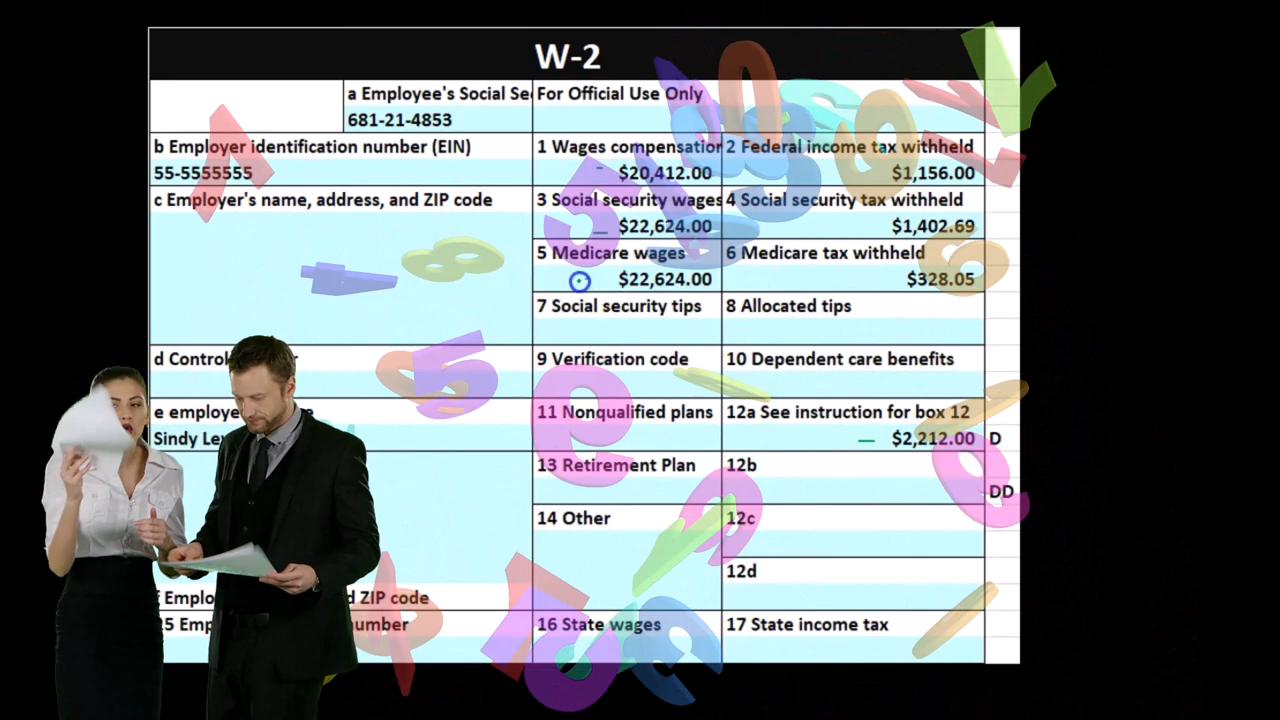 W-2
a Employee's Social Se For Official Use Only
681-21-4853
b Employer identification number (EIN) 1 Wages compensation 2 Federal income tax withheld
55-5555555 $20,412.00 $1,156.00
c Employer's name, address, and ZIP code 3 Social security wages 4 Social security tax withheld
$22,624.00 $1,402.69
5 Medicare wages 6 Medicare tax withheld
$22,624.00 $328.05
7 Social security tips 8 Allocated tips
d Control 9 Verification code 10 Dependent care benefits
e employe 11 Nonqualified plans 12a See instruction for box 12
Sindy $2,212.00 D
13 Retirement Plan 12b
DD
14 Other 12c
12d
f Emplo d ZIP code
15 Emp number 16 State wages 17 State income tax